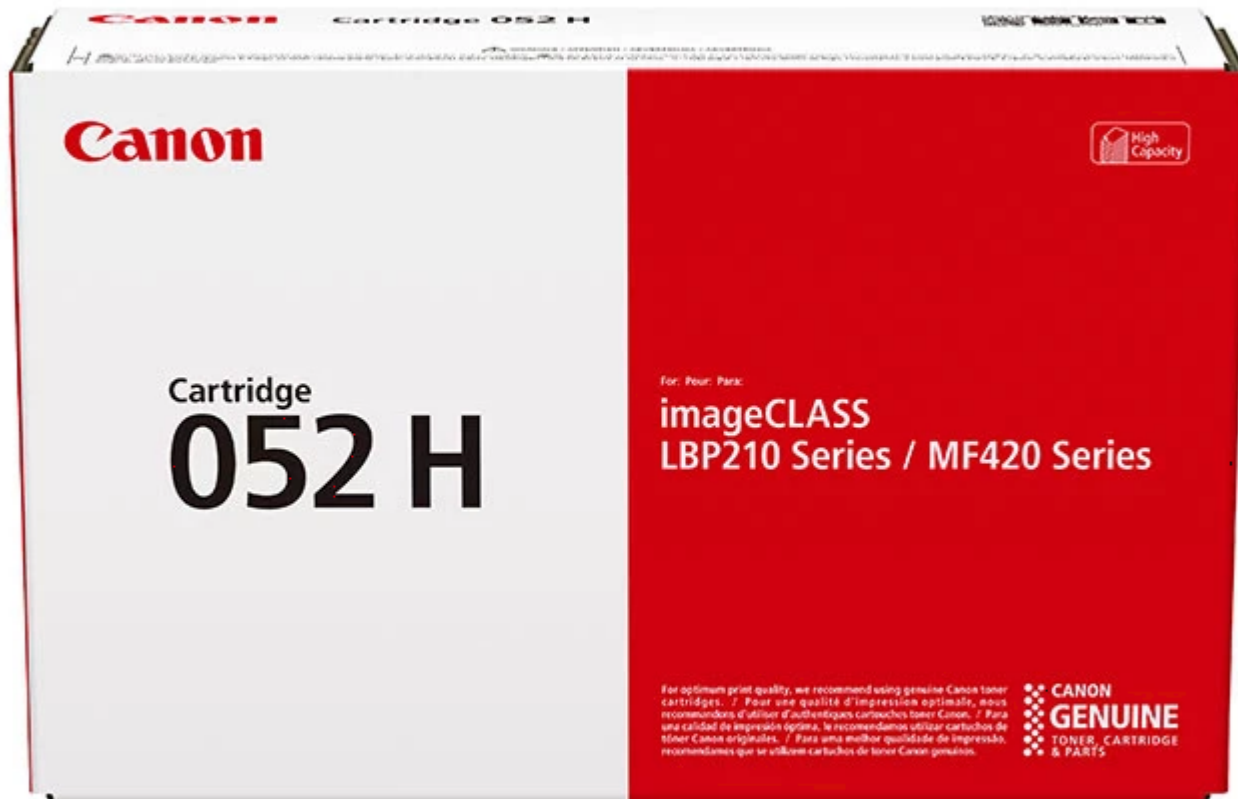 Canon Cartridge 052 H
Canon
High
Capacity
Cartridge
052 H
For: Pour: Para:
imageCLASS
LBP210 Series / MF420 Series
For optimum print quality, we recommend using genuine Canon toner
cartridges. / Pour une qualité d'impression optimale, nous
recommandons d'utiliser d'authentiques cartouches toner Canon. / Para
una calidad de impresión óptima, le recomendamos utilizar cartuchos de
tóner Canon originales. / Para uma melhor qualidade de impressão,
recomendamos que se utilizem cartuchos de toner Canon genuinos.
CANON
GENUINE
TONER, CARTRIDGE
& PARTS